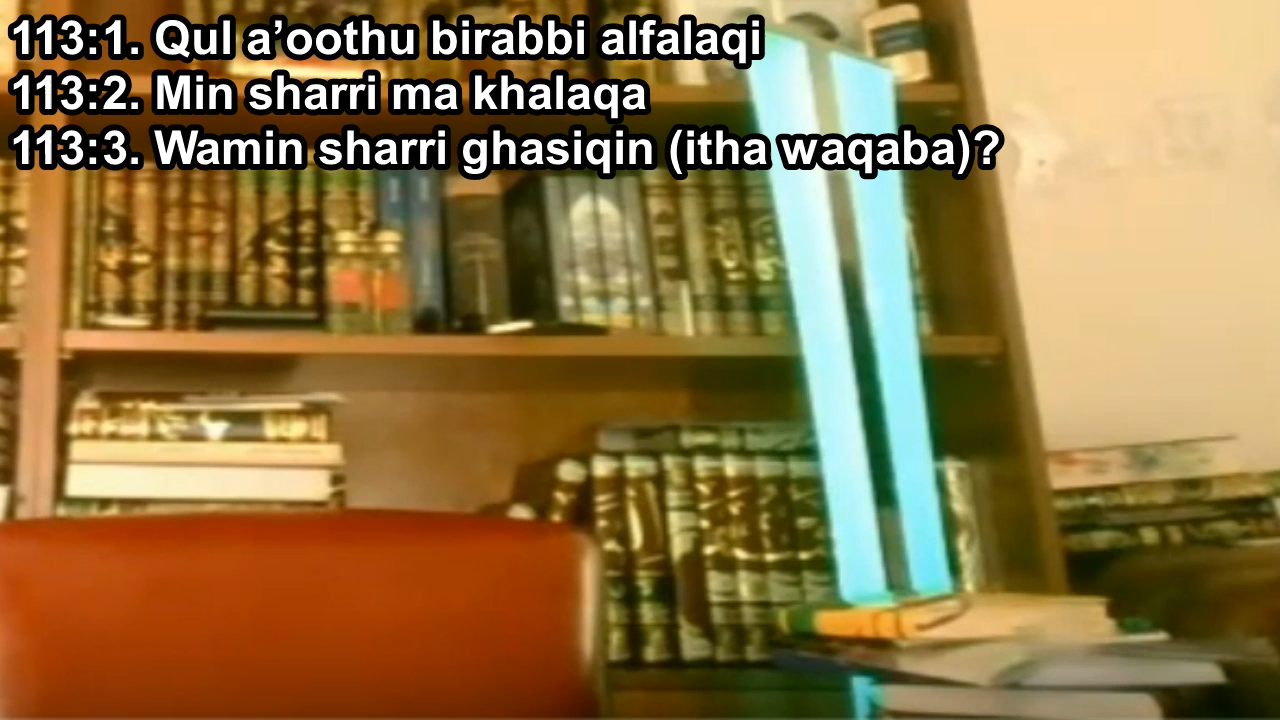 113:1. Qul a’oothu birabbi alfalaqi
113:2. Min sharri ma khalaqa
113:3. Wamin sharri ghasiqin (itha waqaba)?